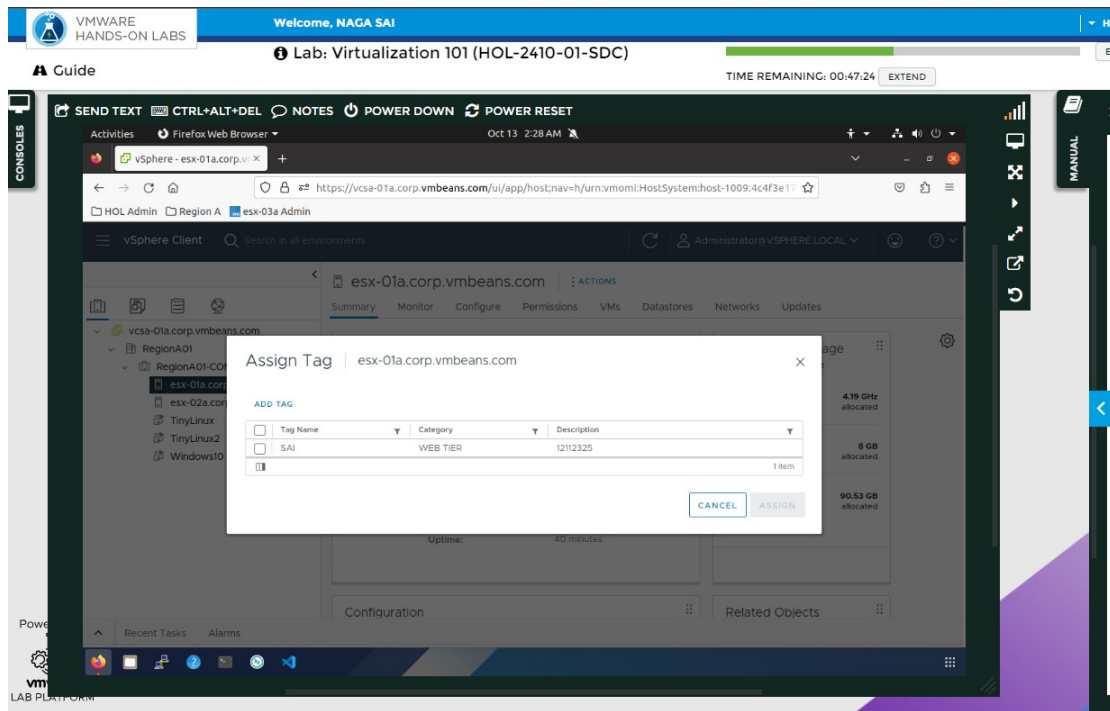 VMWARE
HANDS-ON LABS
Welcome, NAGA SAI
H
Lab: Virtualization 101 (HOL-2410-01-SDC)
E
Guide
TIME REMAINING: 00:47:24 EXTEND
CONSOLES
SEND TEXT CTRL+ALT+DEL NOTES POWER DOWN POWER RESET
MANUAL
Activities Firefox Web Browser Oct 13 2:28 AM
vSphere - esx-01a.corp.v
https://vcsa-01a.corp.vmbeans.com/ui/app/host;nav=h/urn:vmomi:HostSystem:host-1009:4c4f3e17
HOL Admin Region A esx-03a Admin
vSphere Client Search in all environments Administrator@VSPHERE.LOCAL
esx-01a.corp.vmbeans.com ACTIONS
Summary Monitor Configure Permissions VMs Datastores Networks Updates
vcsa-01a.corp.vmbeans.com
RegionA01
RegionA01-CO
esx-01a.corp
esx-02a.cor
TinyLinux
TinyLinux2
Windows10
Assign Tag esx-01a.corp.vmbeans.com
ADD TAG
Tag Name Category Description
SAI WEB TIER 12112325
1 item
CANCEL ASSIGN
age
4.19 GHz
allocated
8 GB
allocated
90.53 GB
allocated
Uptime: 40 minutes
Configuration Related Objects
Recent Tasks Alarms
Powe
vm
LAB PLATFORM